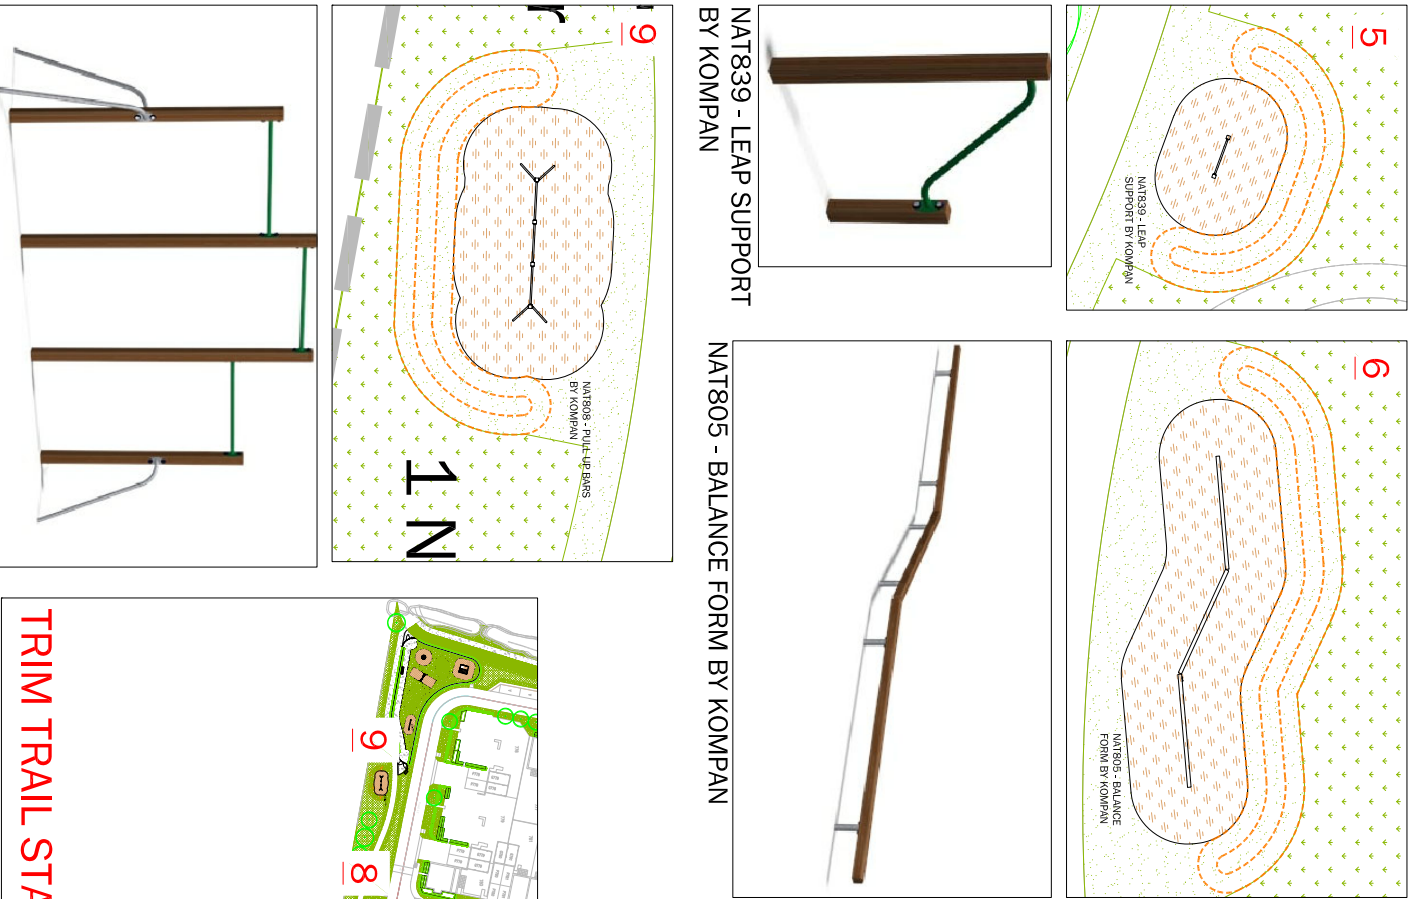 5
NAT839 - LEAP
SUPPORT BY KOMPAN
6
NAT805 - BALANCE
FORM BY KOMPAN
NAT839 - LEAP SUPPORT
BY KOMPAN
NAT805 - BALANCE FORM BY KOMPAN
9
NAT808 - PULL UP BARS
BY KOMPAN
1 N
9
8
TRIM TRAIL STA